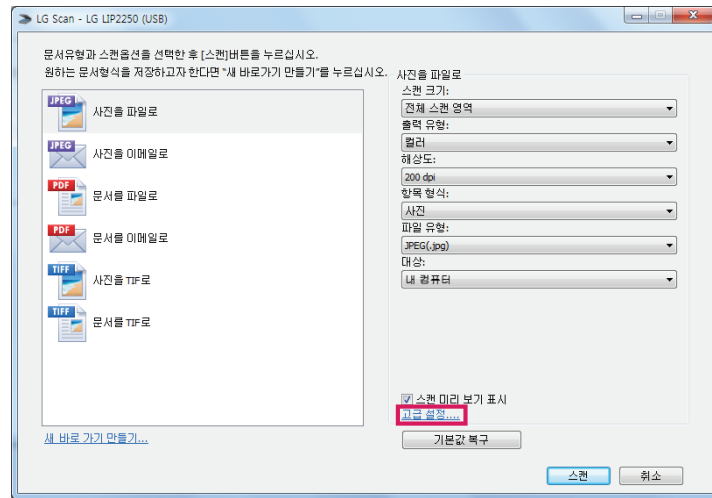 LG Scan - LG LIP2250 (USB)
문서유형과 스캔옵션을 선택한 후 [스캔]버튼을 누르십시오.
원하는 문서형식을 저장하고자 한다면 "새 바로가기 만들기"를 누르십시오.
JPEG
사진을 파일로
JPEG
사진을 이메일로
PDF
문서를 파일로
PDF
문서를 이메일로
TIFF
사진을 TIF로
TIFF
문서를 TIF로
새 바로 가기 만들기...
사진을 파일로
스캔 크기:
전체 스캔 영역
출력 유형:
컬러
해상도:
200 dpi
항목 형식:
사진
파일 유형:
JPEG(.jpg)
대상:
내 컴퓨터
스캔 미리 보기 표시
고급 설정....
기본값 복구
스캔
취소